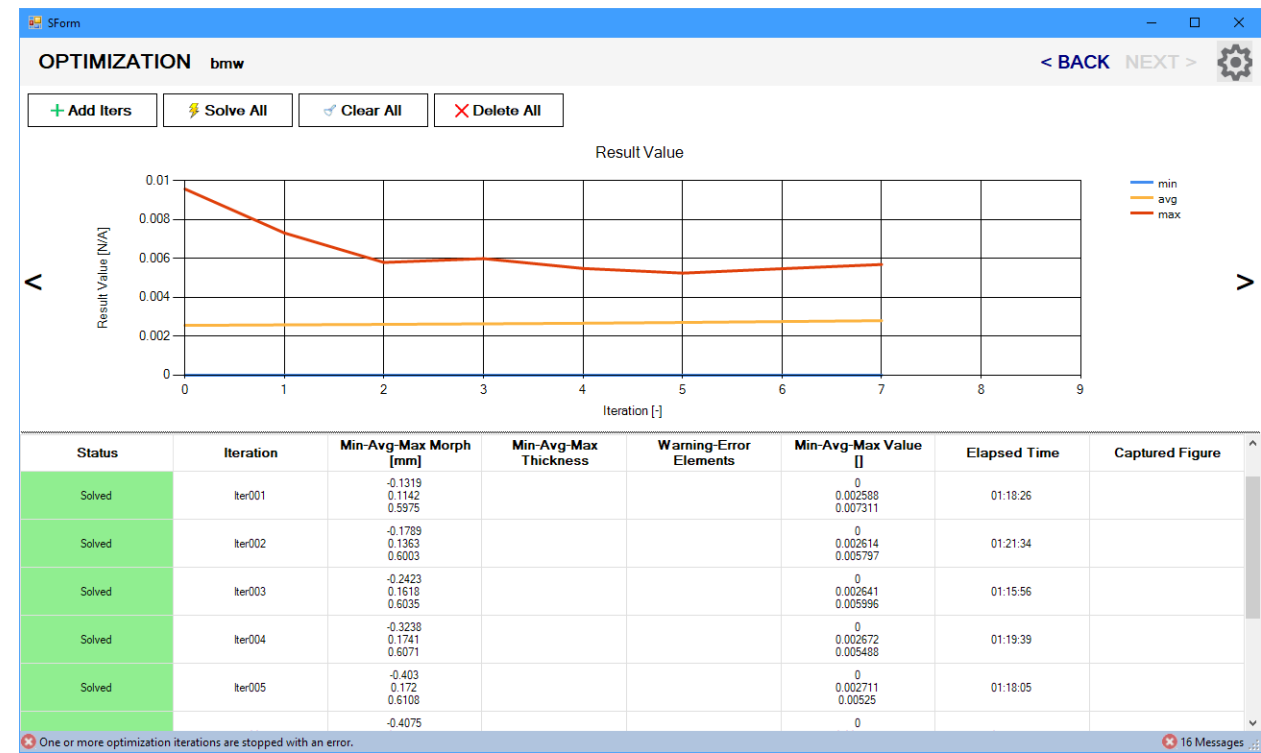 SForm
OPTIMIZATION bmw
< BACK NEXT >
Add Iters
Solve All
Clear All
Delete All
Result Value
0.01
0.008
0.006
0.004
0.002
0
Result Value [N/A]
0 1 2 3 4 5 6 7 8 9
Iteration [-]
min
avg
max
<
>
Status Iteration Min-Avg-Max Morph [mm] Min-Avg-Max Thickness Warning-Error Elements Min-Avg-Max Value [] Elapsed Time Captured Figure
Solved Iter001 -0.1319 0.1142 0.5975 0 0.002588 0.007311 01:18:26
Solved Iter002 -0.1789 0.1363 0.6003 0 0.002614 0.005797 01:21:34
Solved Iter003 -0.2423 0.1618 0.6035 0 0.002641 0.005996 01:15:56
Solved Iter004 -0.3238 0.1741 0.6071 0 0.002672 0.005488 01:19:39
Solved Iter005 -0.403 0.172 0.6108 0 0.002711 0.00525 01:18:05
-0.4075 0
One or more optimization iterations are stopped with an error.
16 Messages